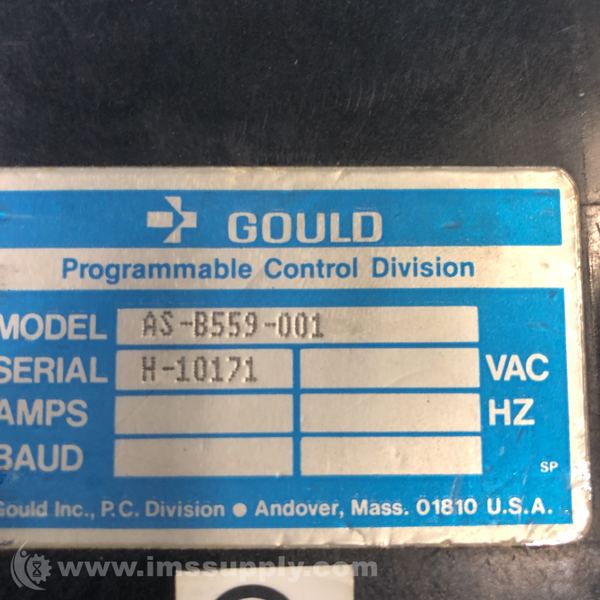 GOULD
Programmable Control Division
MODEL AS-B559-001
SERIAL H-10171 VAC
AMPS HZ
BAUD
SP
Gould Inc., P.C. Division ● Andover, Mass. 01810 U.S.A.
www.imssupply.com